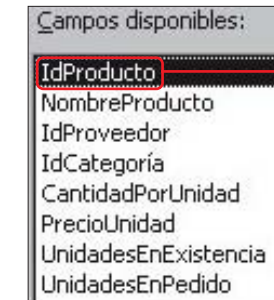 Campos disponibles:
IdProducto
NombreProducto
IdProveedor
IdCategoría
CantidadPorUnidad
PrecioUnidad
UnidadesEnExistencia
UnidadesEnPedido